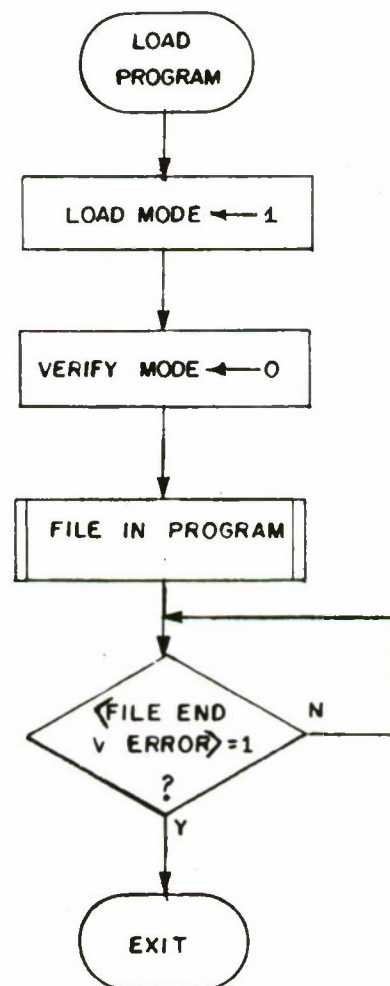 LOAD
PROGRAM
LOAD MODE ← 1
VERIFY MODE ← 0
FILE IN PROGRAM
⟨FILE END
v ERROR⟩ = 1
?
N
Y
EXIT